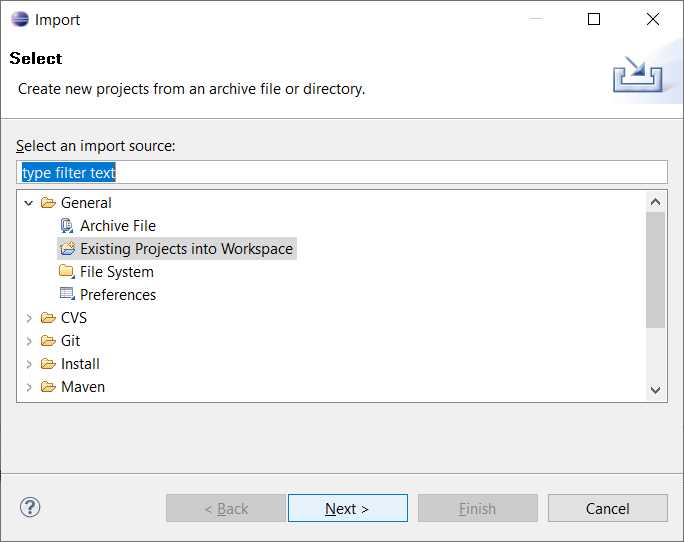 Import
Select
Create new projects from an archive file or directory.
Select an import source:
type filter text
General
Archive File
Existing Projects into Workspace
File System
Preferences
CVS
Git
Install
Maven
? < Back Next > Finish Cancel